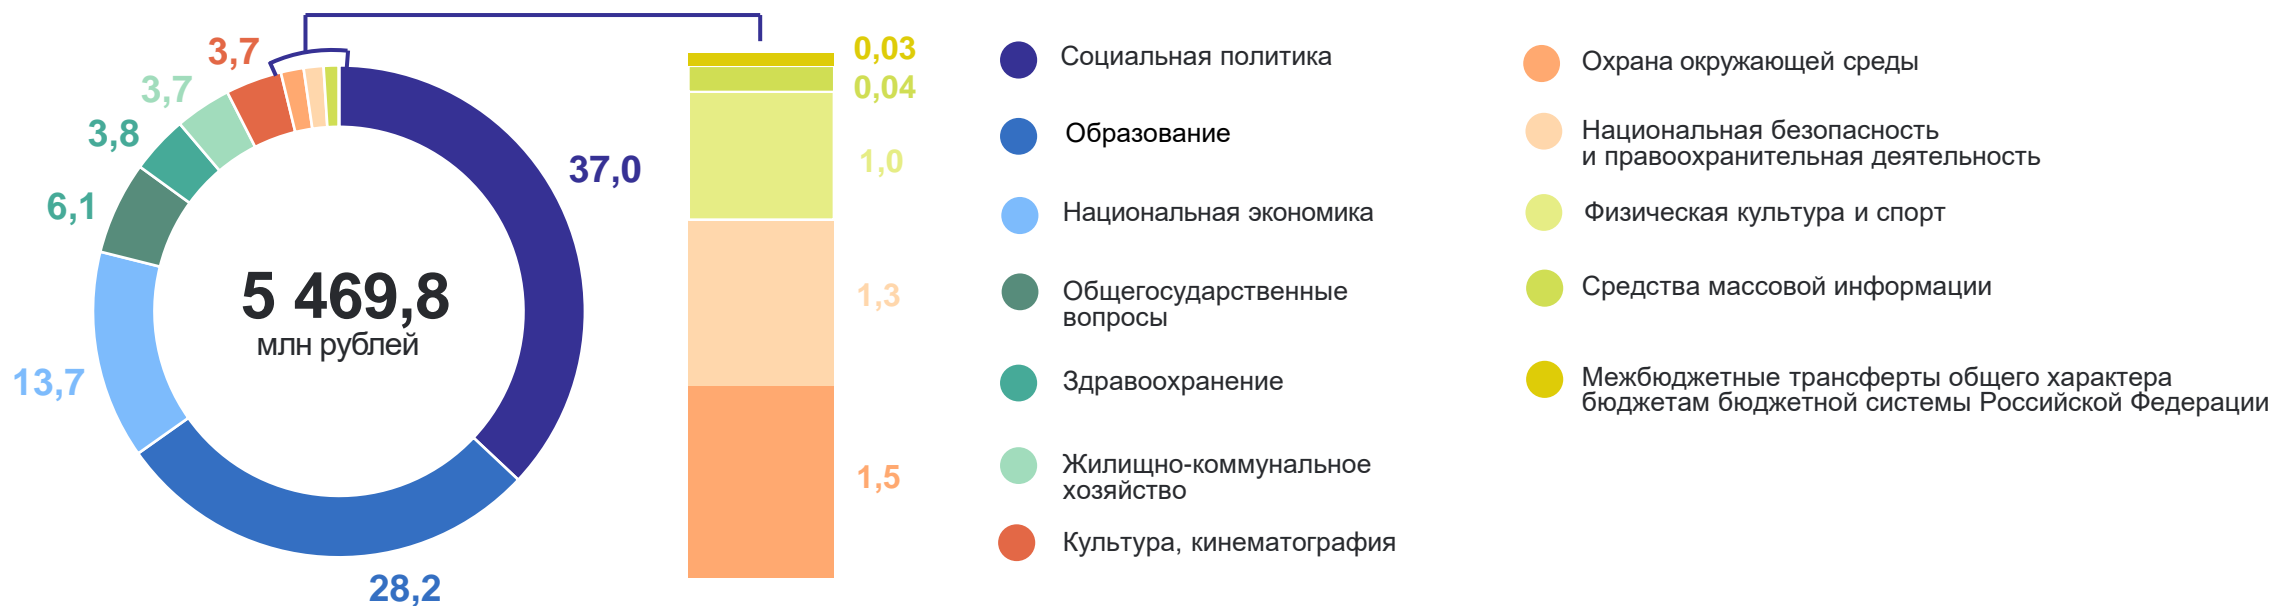 3,7
3,7
3,8
6,1
13,7
28,2
37,0
5 469,8
млн рублей
0,03
0,04
1,0
1,3
1,5
Социальная политика
Образование
Национальная экономика
Общегосударственные
вопросы
Здравоохранение
Жилищно-коммунальное
хозяйство
Культура, кинематография
Охрана окружающей среды
Национальная безопасность
и правоохранительная деятельность
Физическая культура и спорт
Средства массовой информации
Межбюджетные трансферты общего характера
бюджетам бюджетной системы Российской Федерации